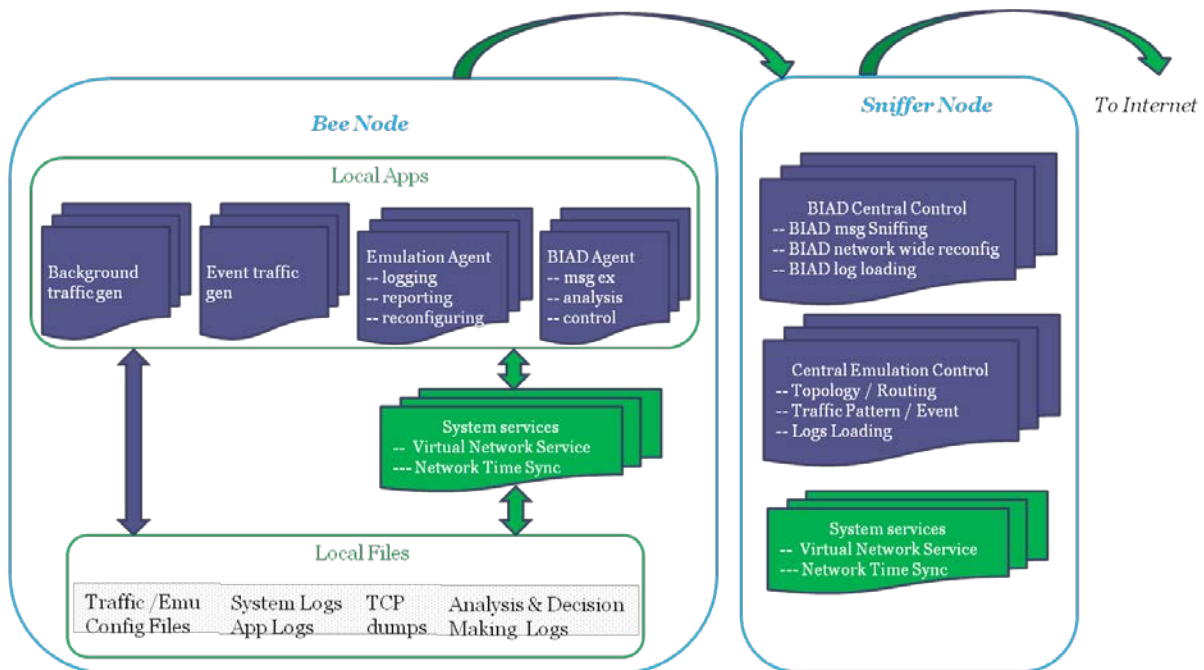 Bee Node
Local Apps
Background
traffic gen
Event traffic
gen
Emulation Agent
-- logging
-- reporting
-- reconfiguring
BIAD Agent
-- msg ex
-- analysis
-- control
System services
-- Virtual Network Service
--- Network Time Sync
Local Files
Traffic /Emu
Config Files
System Logs
App Logs
TCP
dumps
Analysis & Decision
Making Logs
Sniffer Node
BIAD Central Control
-- BIAD msg Sniffing
-- BIAD network wide reconfig
-- BIAD log loading
Central Emulation Control
-- Topology / Routing
-- Traffic Pattern / Event
-- Logs Loading
System services
-- Virtual Network Service
--- Network Time Sync
To Internet